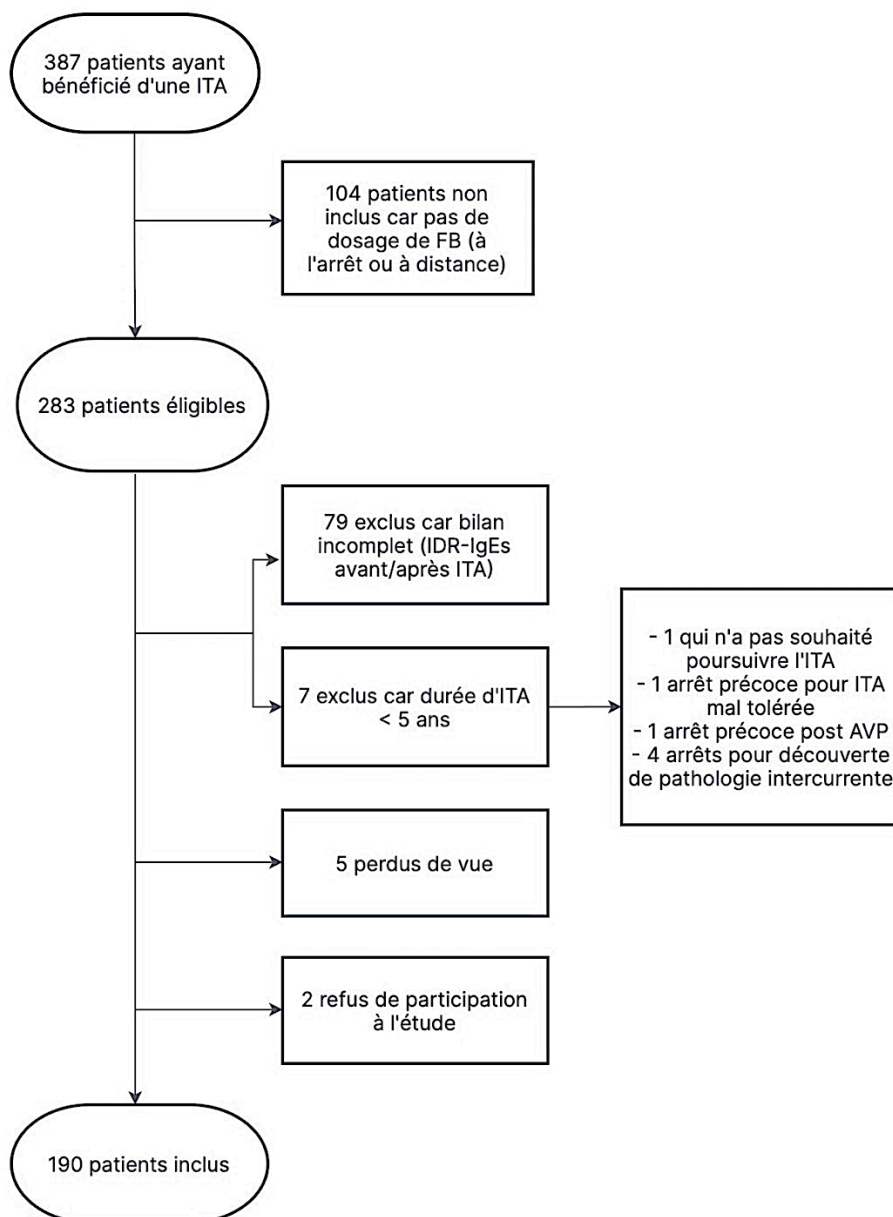 387 patients ayant
bénéficié d'une ITA
104 patients non
inclus car pas de
dosage de FB (à
l'arrêt ou à distance)
283 patients éligibles
79 exclus car bilan
incomplet (IDR-IgEs
avant/après ITA)
7 exclus car durée d'ITA
< 5 ans
- 1 qui n'a pas souhaité
poursuivre l'ITA
- 1 arrêt précoce pour ITA
mal tolérée
- 1 arrêt précoce post AVP
- 4 arrêts pour découverte
de pathologie intercurrente
5 perdus de vue
2 refus de participation
à l'étude
190 patients inclus